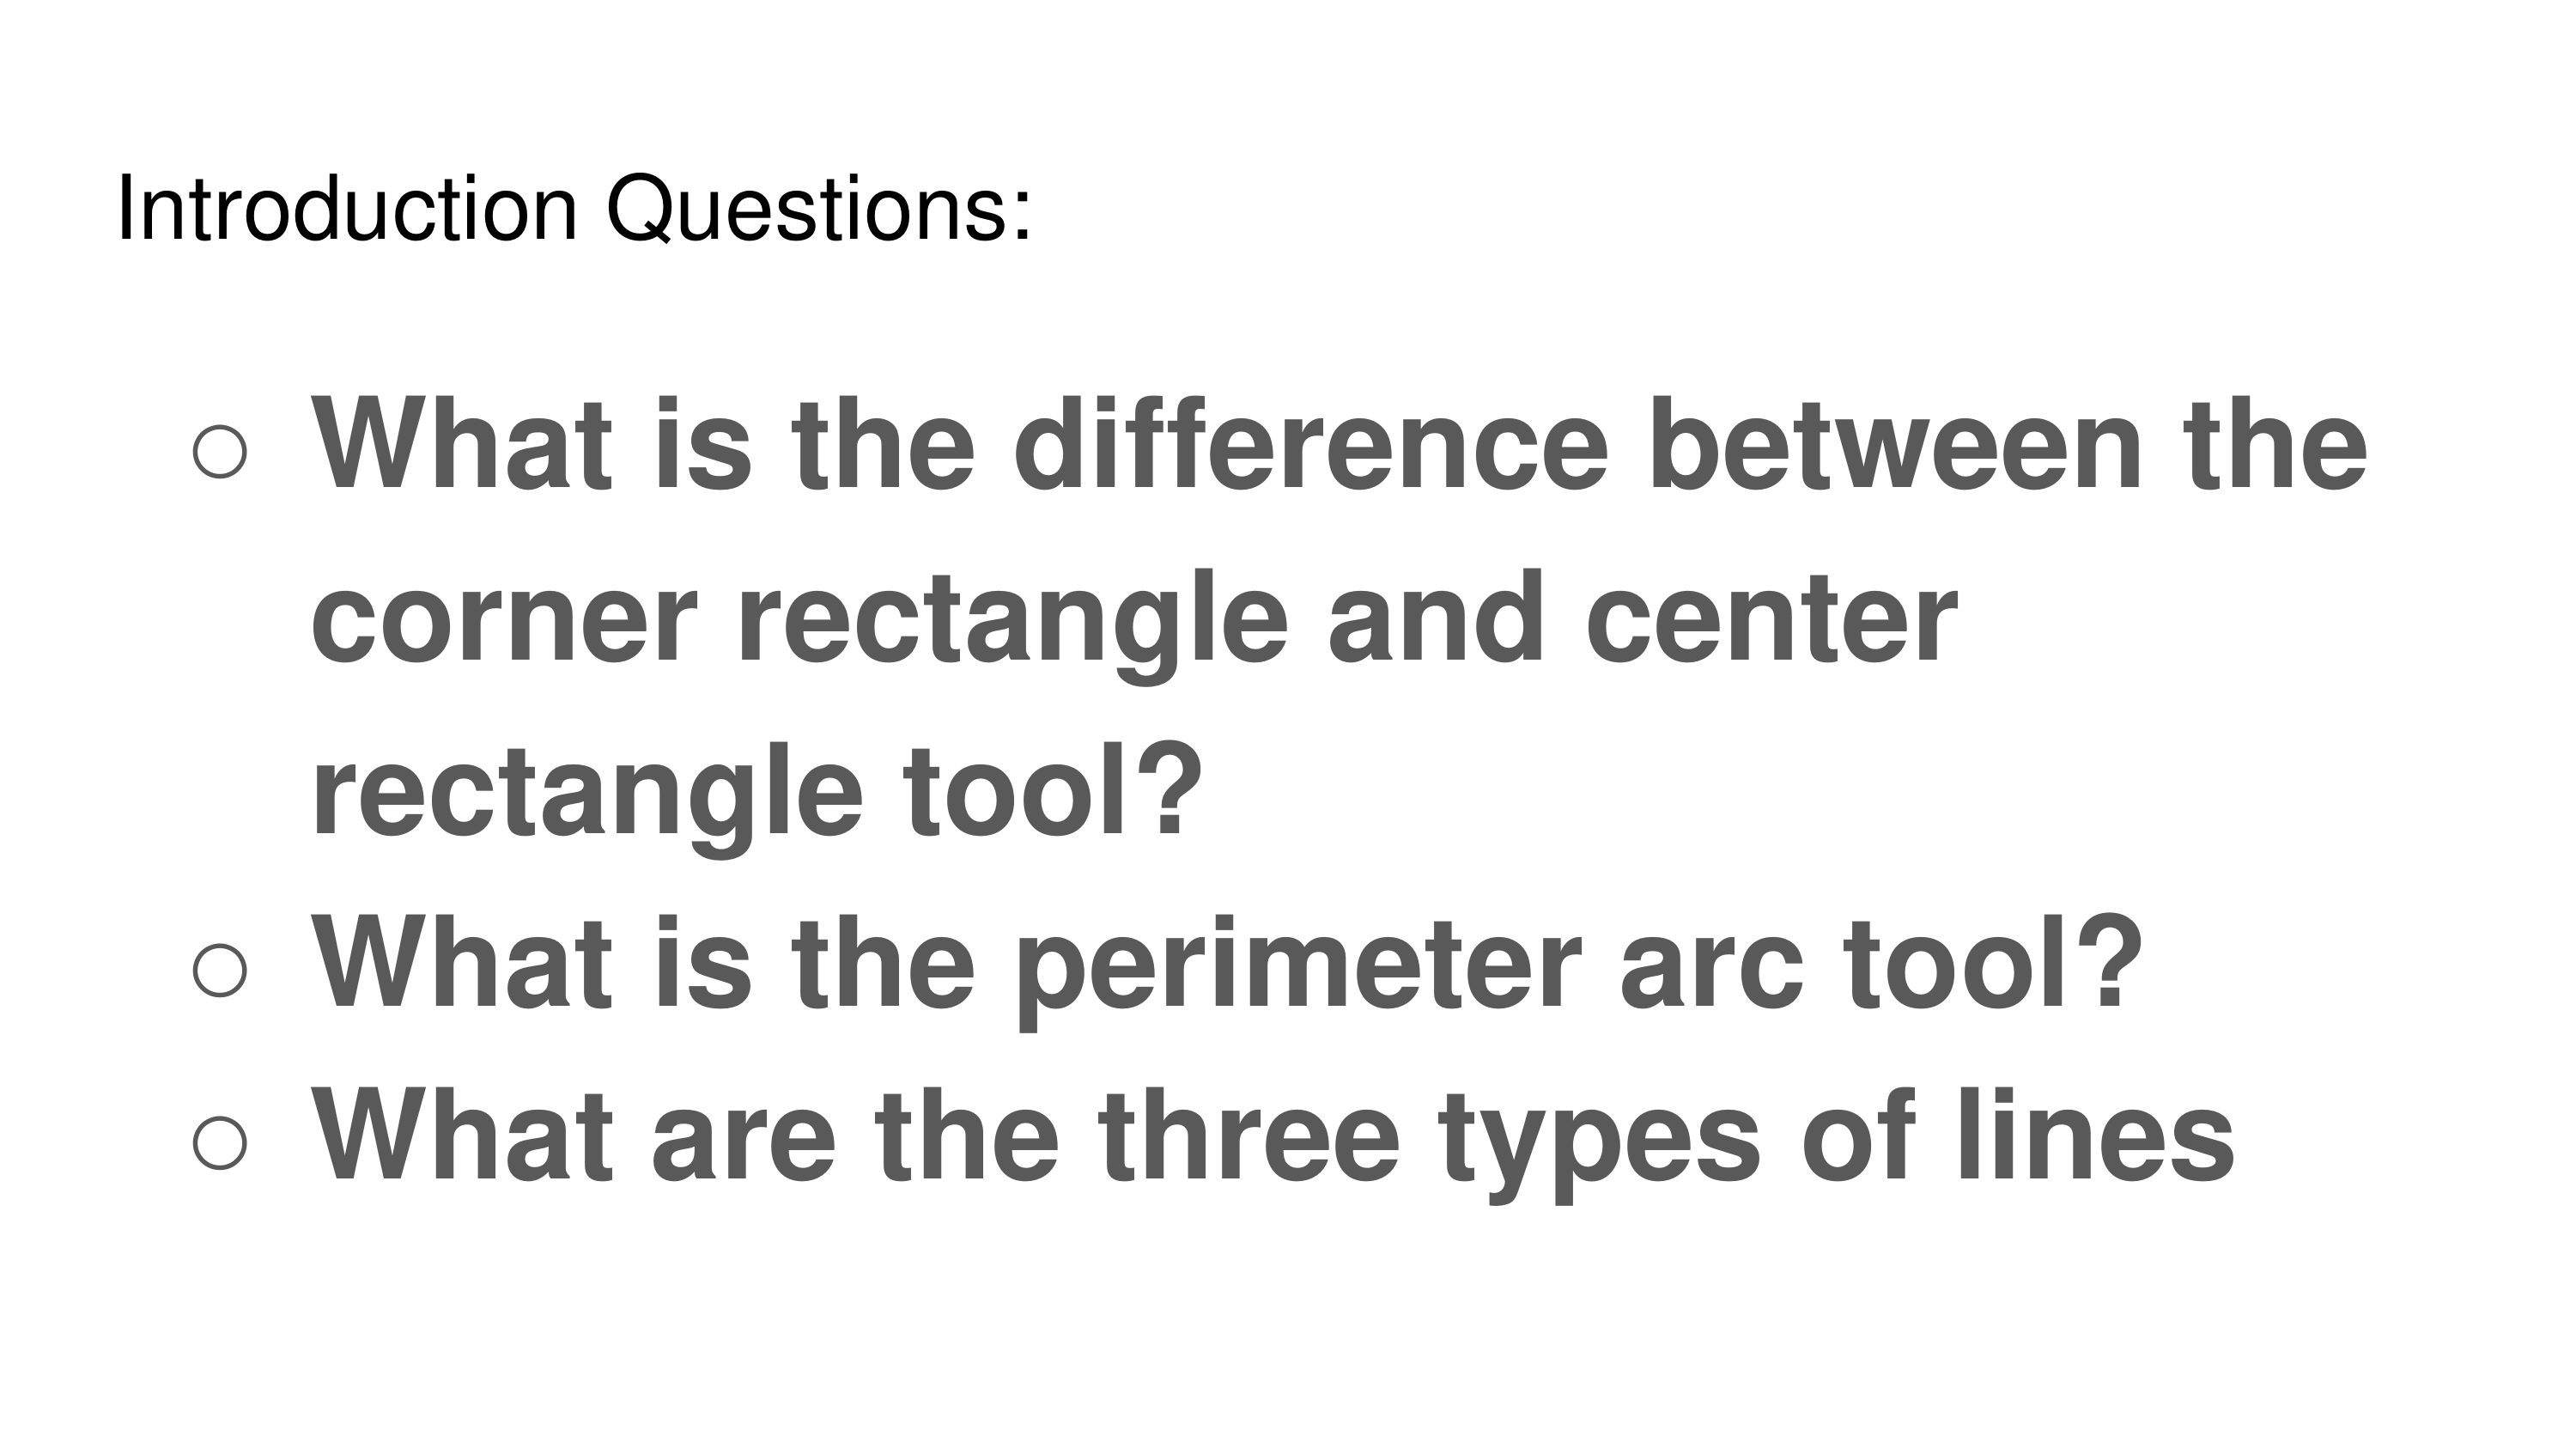 Introduction Questions:
○ What is the difference between the
corner rectangle and center
rectangle tool?
○ What is the perimeter arc tool?
○ What are the three types of lines